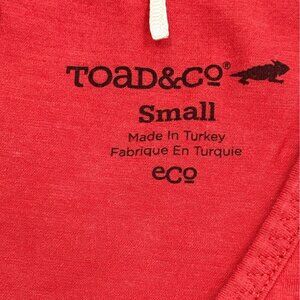 TOAD&CO®
Small
Made In Turkey
Fabrique En Turquie
eco